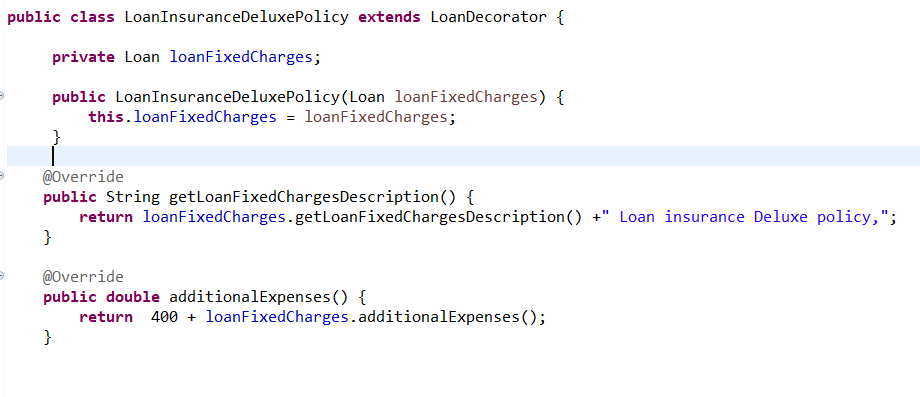 public class LoanInsuranceDeluxePolicy extends LoanDecorator {
private Loan loanFixedCharges;
public LoanInsuranceDeluxePolicy(Loan loanFixedCharges) {
this.loanFixedCharges = loanFixedCharges;
}
@Override
public String getLoanFixedChargesDescription() {
return loanFixedCharges.getLoanFixedChargesDescription() +" Loan insurance Deluxe policy,";
}
@Override
public double additionalExpenses() {
return  400 + loanFixedCharges.additionalExpenses();
}